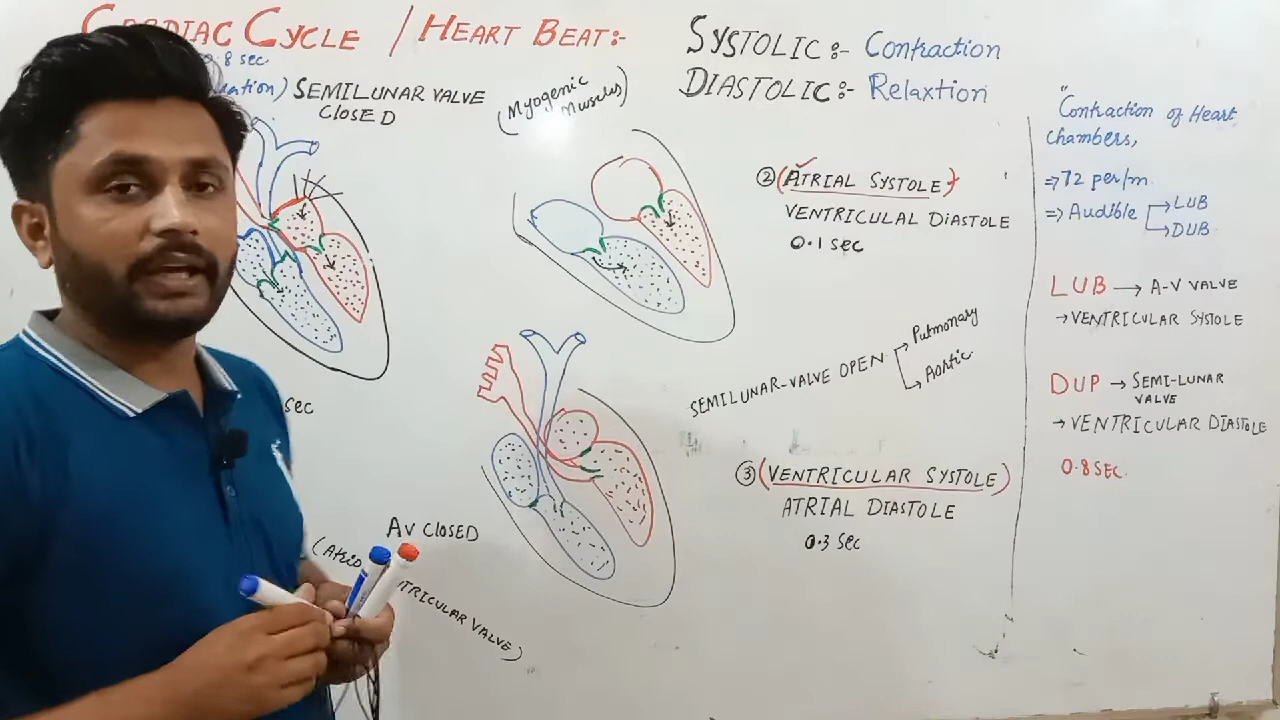 CARDIAC CYCLE / HEART BEAT:-
0.8 sec
SEMILUNAR VALVE
CLOSED
(Myogenic
Muscles)
SYSTOLIC:- Contraction
DIASTOLIC:- Relaxtion
② (ATRIAL SYSTOLE)
VENTRICULAL DIASTOLE
0.1 sec
SEMILUNAR-VALVE OPEN
Pulmonary
Aortic
③ (VENTRICULAR SYSTOLE)
ATRIAL DIASTOLE
0.3 sec
sec
AV CLOSED
VALVE)
"Contraction of Heart
Chambers,
⇒ 72 per/m.
⇒ Audible → LUB
→ DUB
LUB → A-V VALVE
→ VENTRICULAR SYSTOLE
DUP → SEMI-LUNAR
VALVE
→ VENTRICULAR DIASTOLE
0.8 SEC.